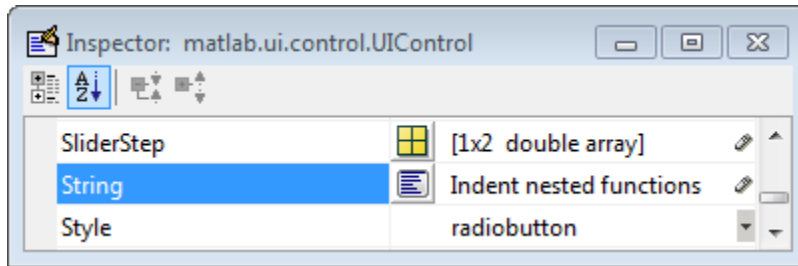 Inspector: matlab.ui.control.UIControl
SliderStep [1x2 double array]
String Indent nested functions
Style radiobutton